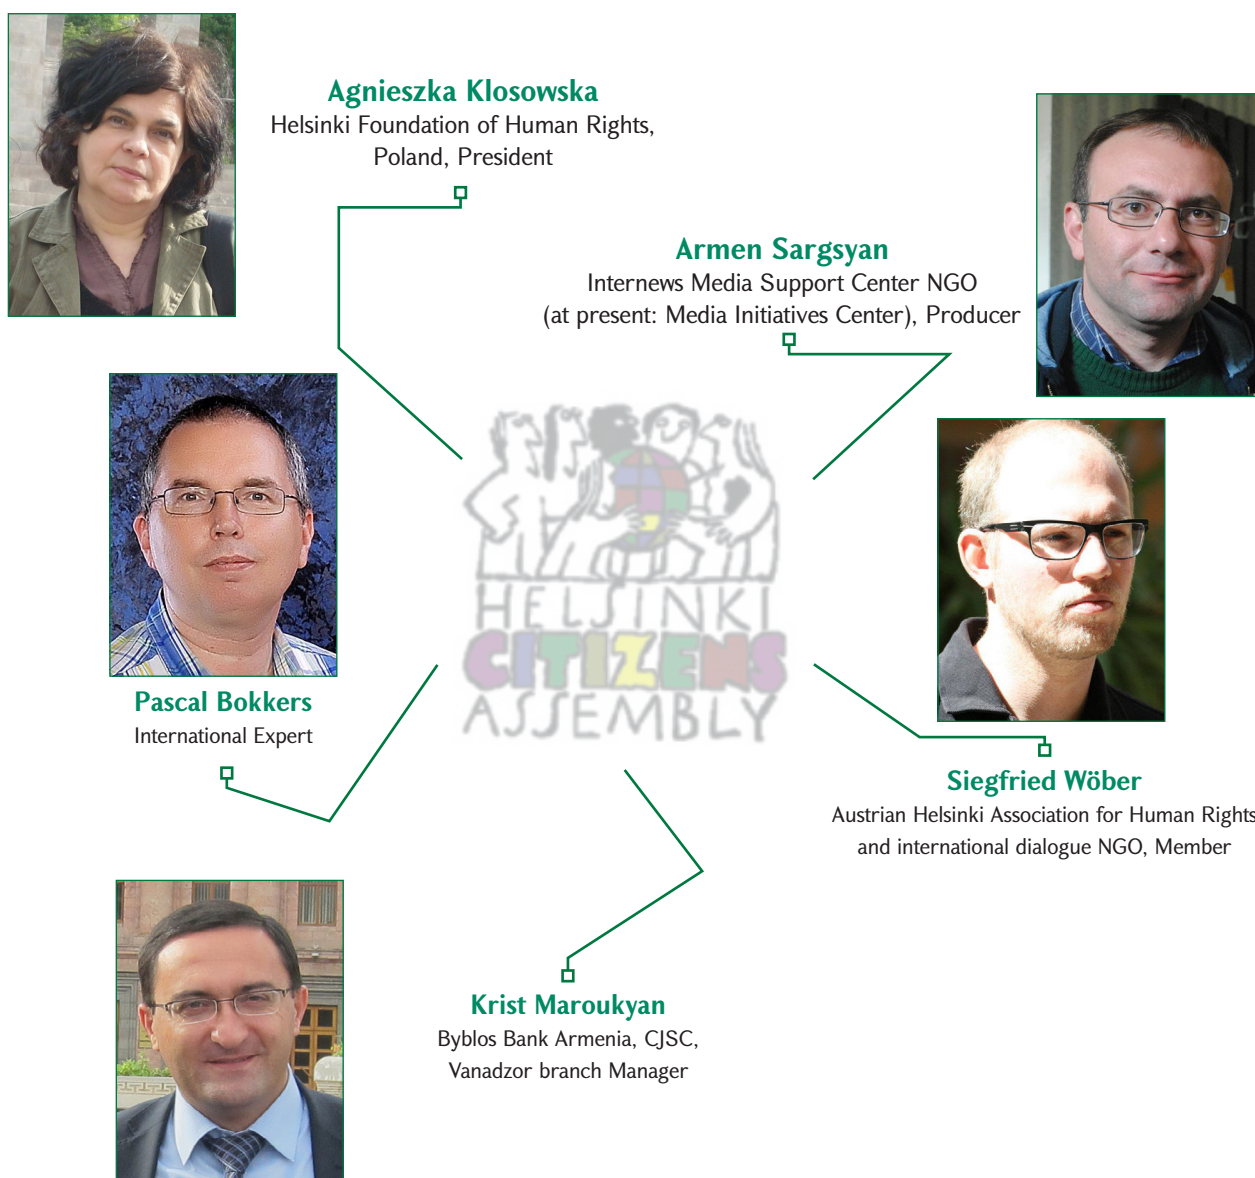 Agnieszka Klosowska
Helsinki Foundation of Human Rights,
Poland, President
Armen Sargsyan
Internews Media Support Center NGO
(at present: Media Initiatives Center), Producer
HELSINKI
CITIZENS
ASSEMBLY
Pascal Bokkers
International Expert
Siegfried Wöber
Austrian Helsinki Association for Human Rights
and international dialogue NGO, Member
Krist Maroukyan
Byblos Bank Armenia, CJSC,
Vanadzor branch Manager